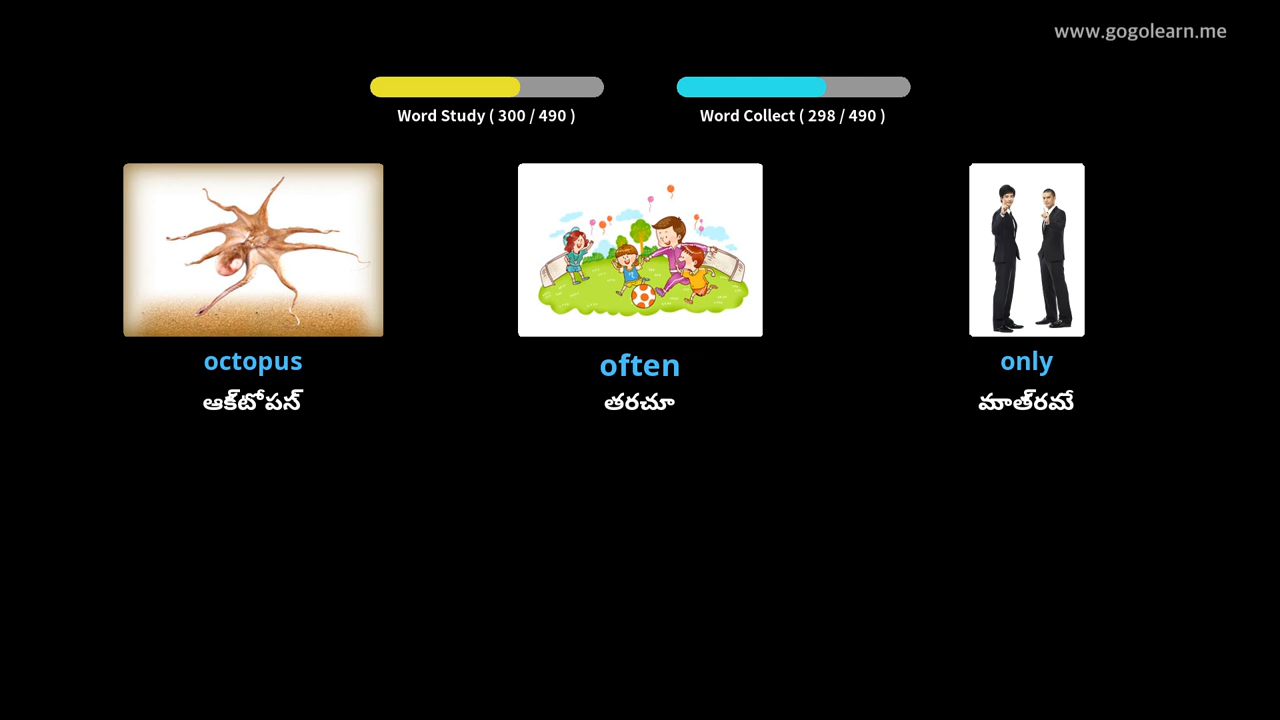 www.gogolearn.me
Word Study ( 300 / 490 )
Word Collect ( 298 / 490 )
octopus
often
only
ఆక్‌టోపస్
తరచూ
మాత్‌రమే